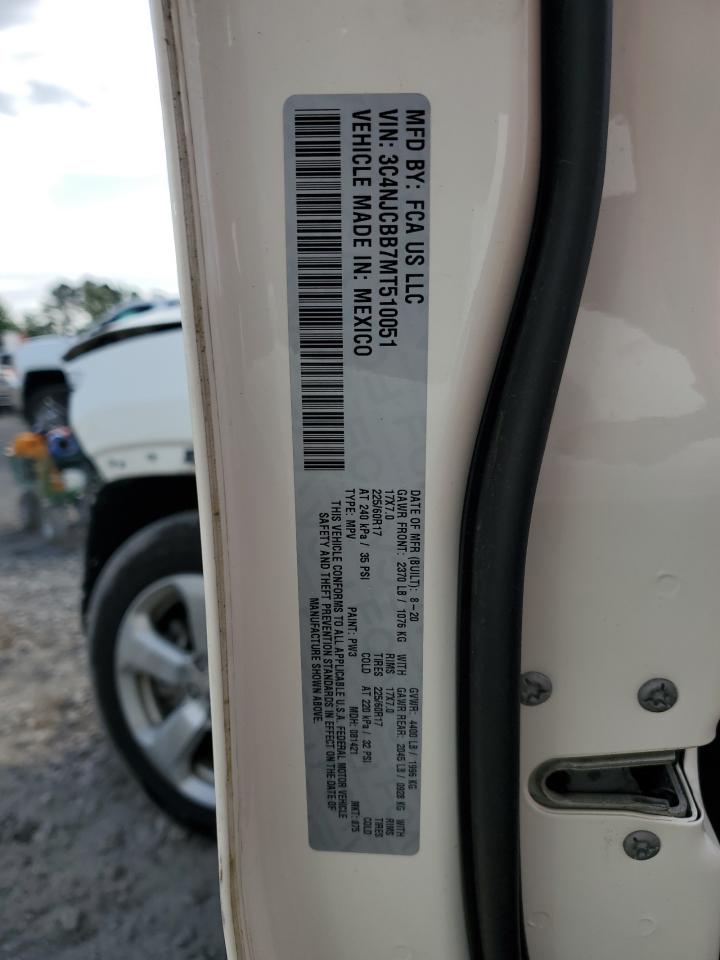 MFD BY: FCA US LLC
VIN: 3C4NJCBB7MT510051
VEHICLE MADE IN: MEXICO
DATE OF MFR (BUILT): 8-20 GVWR: 4400 LB / 1996 KG
GAWR FRONT: 2370 LB / 1076 KG WITH GAWR REAR: 2045 LB / 0928 KG WITH
17X7.0 RIMS 17X7.0 RIMS
225/60R17 TIRES 225/60R17 TIRES
AT 240 kPa / 35 PSI COLD AT 220 kPa / 32 PSI COLD
TYPE: MPV PAINT: PW3 MDH: 081421 MKT: 875
THIS VEHICLE CONFORMS TO ALL APPLICABLE U.S.A. FEDERAL MOTOR VEHICLE
SAFETY AND THEFT PREVENTION STANDARDS IN EFFECT ON THE DATE OF
MANUFACTURE SHOWN ABOVE.